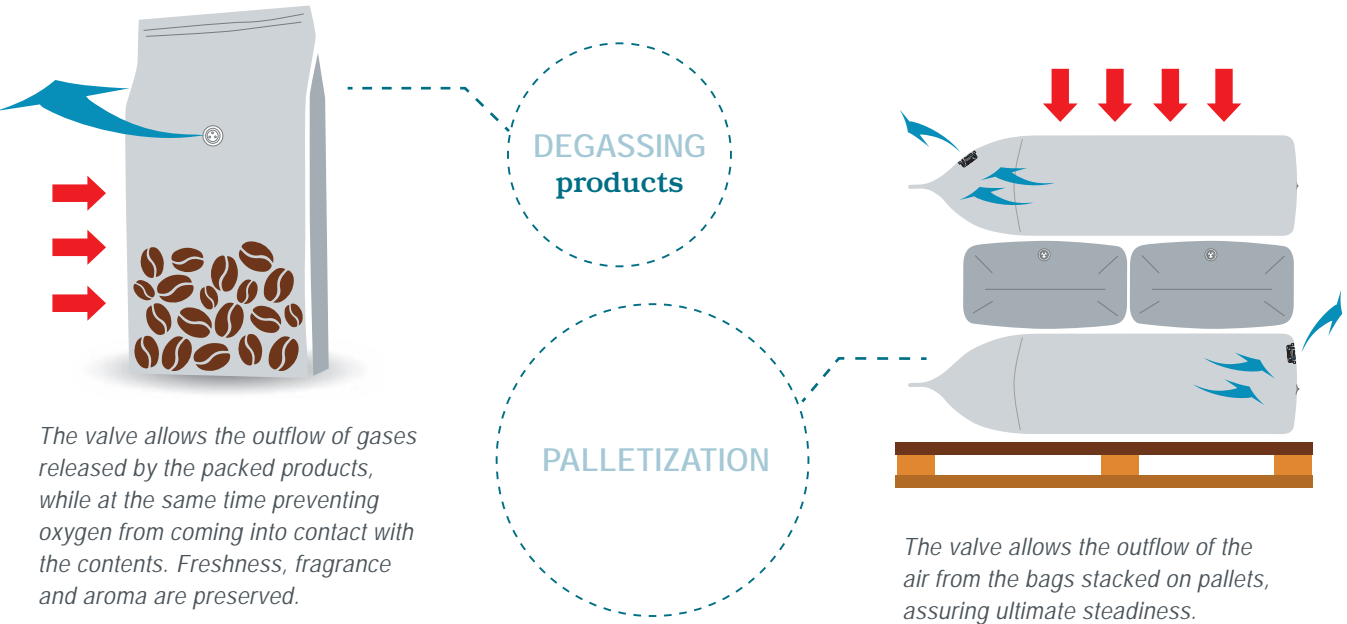 DEGASSING
products
The valve allows the outflow of gases
released by the packed products,
while at the same time preventing
oxygen from coming into contact with
the contents. Freshness, fragrance
and aroma are preserved.
PALLETIZATION
The valve allows the outflow of the
air from the bags stacked on pallets,
assuring ultimate steadiness.